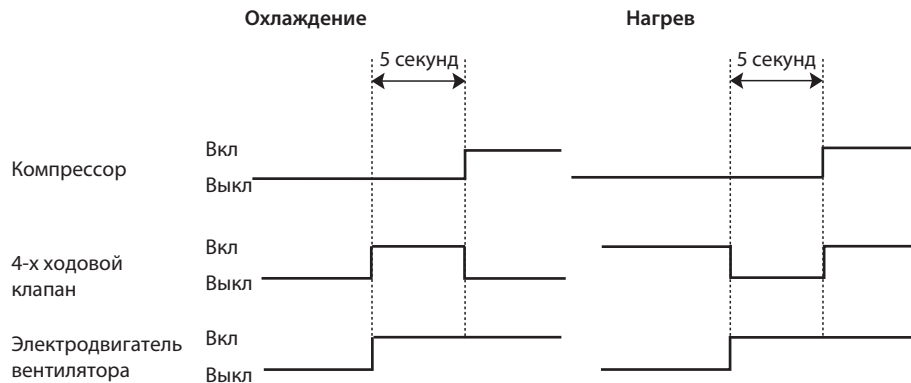 Охлаждение
Нагрев
5 секунд
5 секунд
Компрессор
Вкл
Выкл
4-х ходовой
клапан
Вкл
Выкл
Электродвигатель
вентилятора
Вкл
Выкл